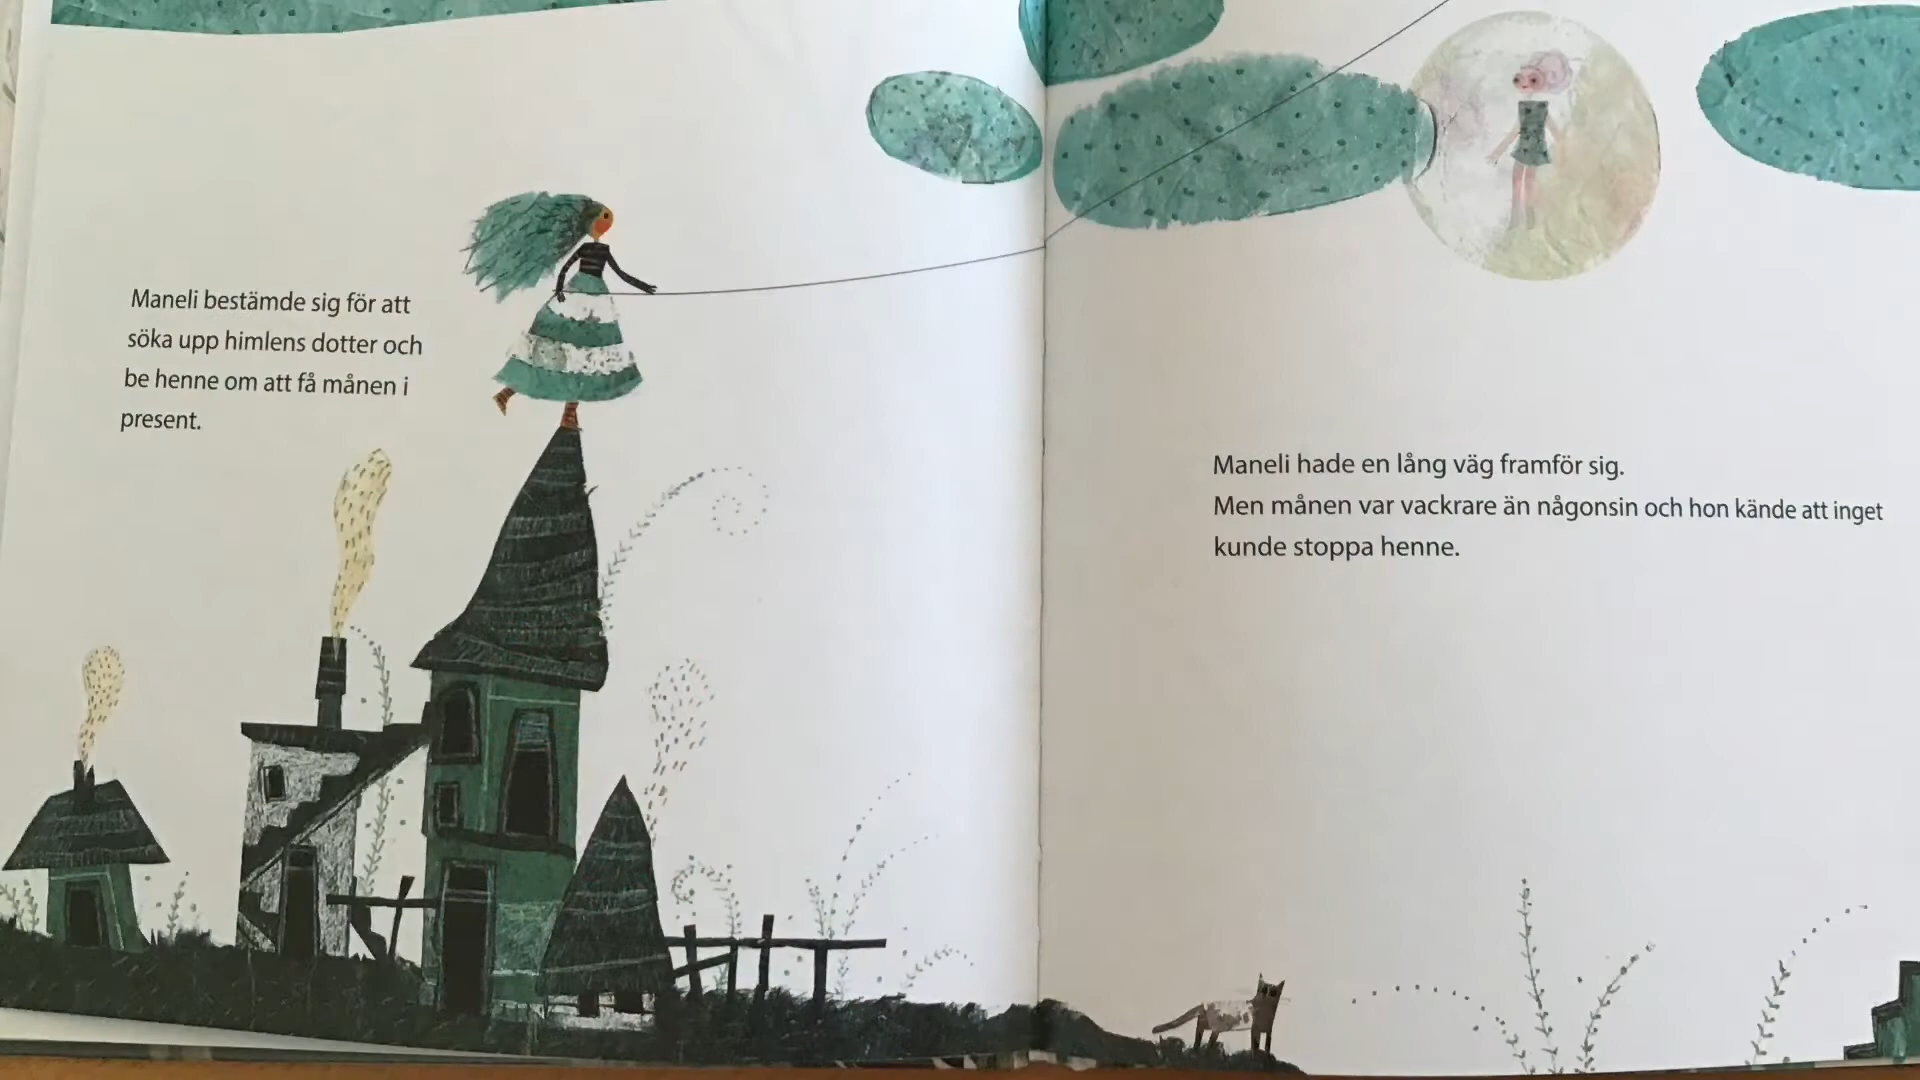 Maneli bestämde sig för att
söka upp himlens dotter och
be henne om att få månen i
present.
Maneli hade en lång väg framför sig.
Men månen var vackrare än någonsin och hon kände att inget
kunde stoppa henne.